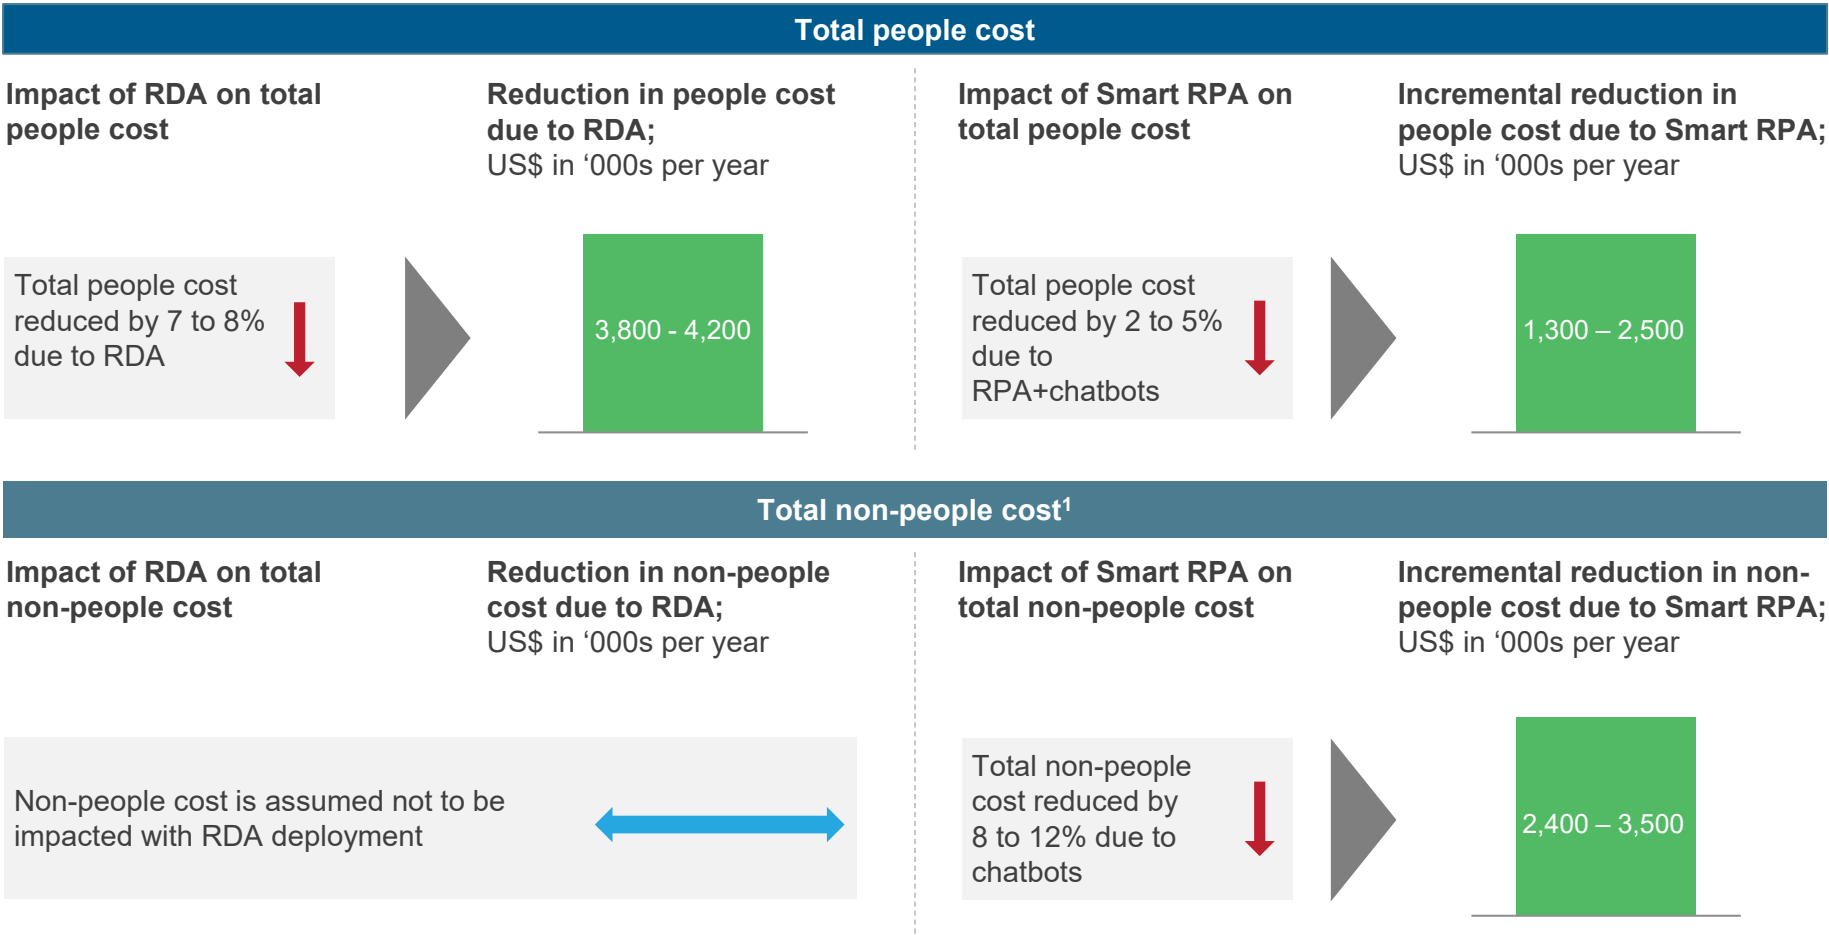 Total people cost
Impact of RDA on total
people cost
Reduction in people cost
due to RDA;
US$ in ‘000s per year
Impact of Smart RPA on
total people cost
Incremental reduction in
people cost due to Smart RPA;
US$ in ‘000s per year
Total people cost
reduced by 7 to 8%
due to RDA
3,800 - 4,200
Total people cost
reduced by 2 to 5%
due to
RPA+chatbots
1,300 – 2,500
Total non-people cost¹
Impact of RDA on total
non-people cost
Reduction in non-people
cost due to RDA;
US$ in ‘000s per year
Impact of Smart RPA on
total non-people cost
Incremental reduction in non-
people cost due to Smart RPA;
US$ in ‘000s per year
Non-people cost is assumed not to be
impacted with RDA deployment
Total non-people
cost reduced by
8 to 12% due to
chatbots
2,400 – 3,500